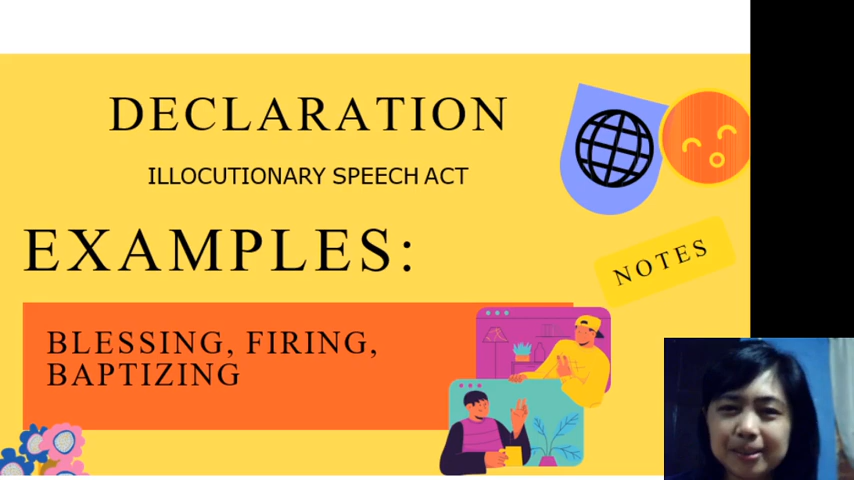 DECLARATION
ILLOCUTIONARY SPEECH ACT
EXAMPLES:
NOTES
BLESSING, FIRING,
BAPTIZING